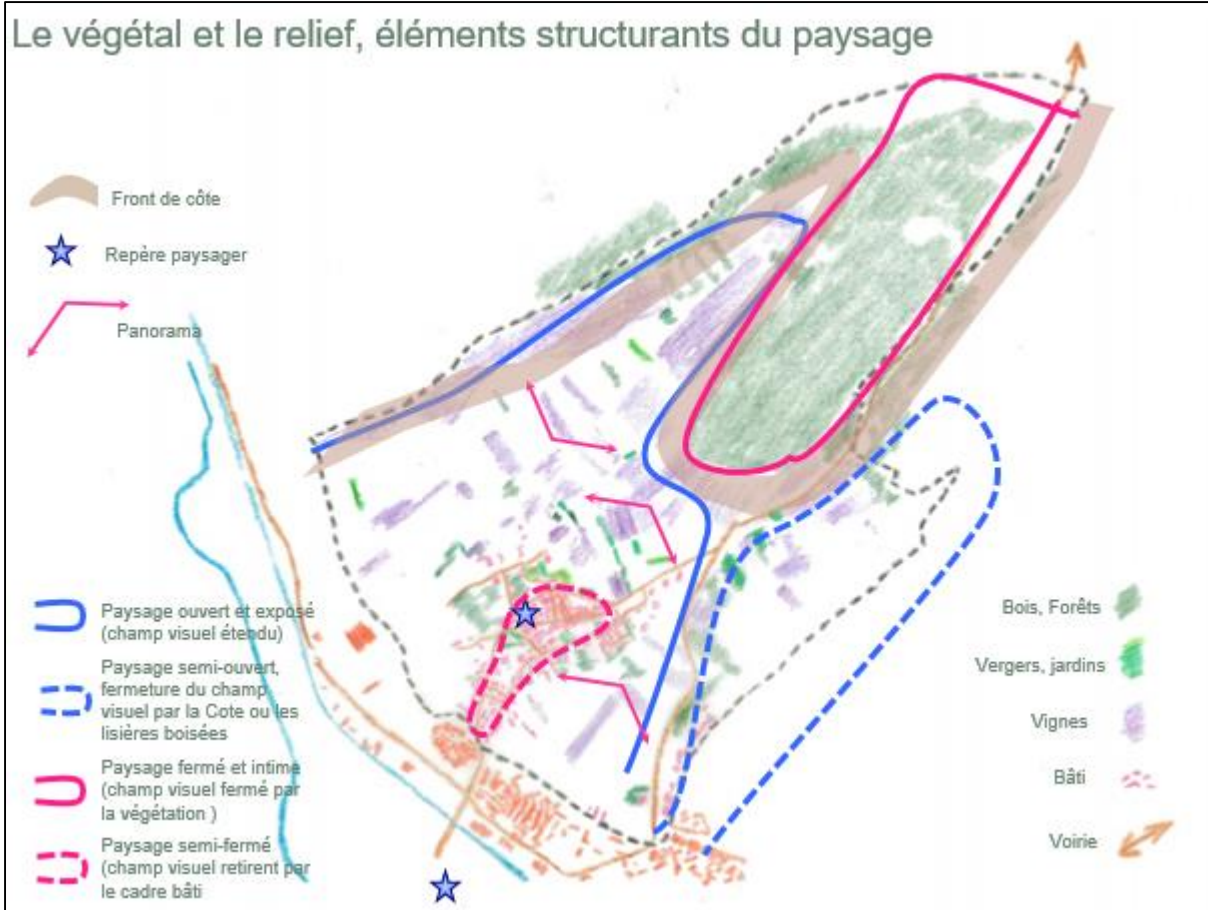 Le végétal et le relief, éléments structurants du paysage
Front de côte
Repère paysager
Panorama
Paysage ouvert et exposé
(champ visuel étendu)
Paysage semi-ouvert,
fermeture du champ
visuel par la Cote ou les
lisières boisées
Paysage fermé et intime
(champ visuel fermé par
la végétation )
Paysage semi-fermé
(champ visuel retirent par
le cadre bâti
Bois, Forêts
Vergers, jardins
Vignes
Bâti
Voirie